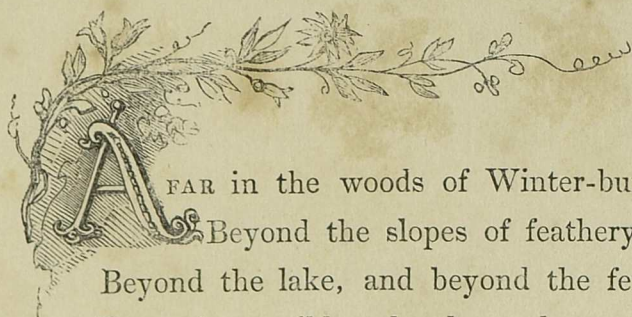 AFAR in the woods of Winter-bu
Beyond the slopes of feathery
Beyond the lake, and beyond the fe